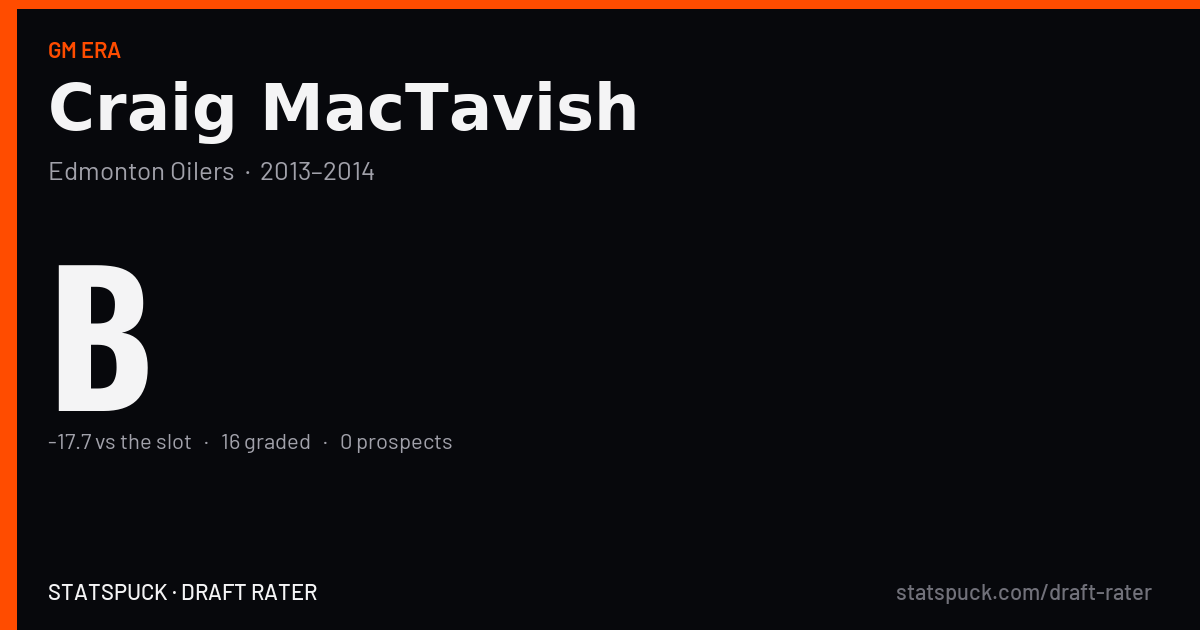 GM ERA
Craig MacTavish
Edmonton Oilers · 2013–2014
B
-17.7 vs the slot · 16 graded · 0 prospects
STATSPUCK · DRAFT RATER
statspuck.com/draft-rater